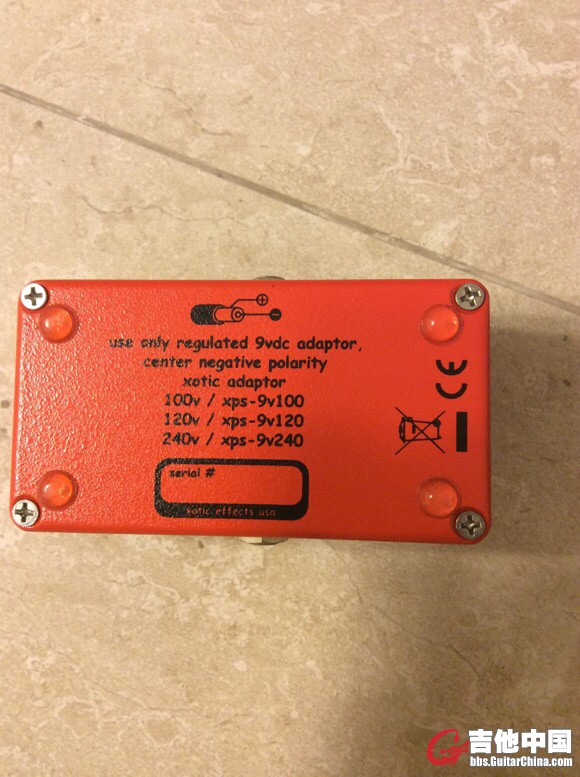 use only regulated 9vdc adaptor,
center negative polarity
xotic adaptor
100v / xps-9v100
120v / xps-9v120
240v / xps-9v240
serial #
xotic effects usa
CE
吉他中国
bbs.GuitarChina.com